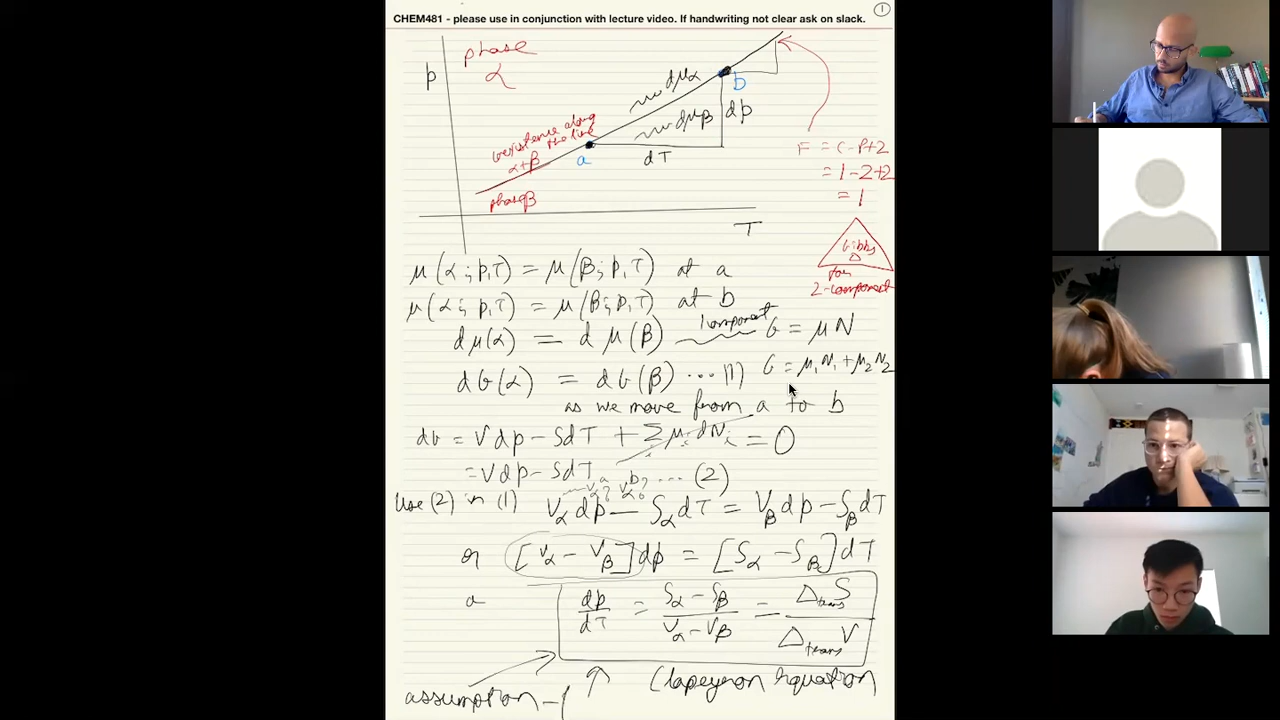 CHEM481 - please use in conjunction with lecture video. If handwriting not clear ask on slack.
1
phase
α
p
dμα
b
coexistence along
the line
α+β
dμβ
dp
a
dT
F = C-P+2
= 1-2+2
= 1
phase β
T
Gibbs
Δ
for
2-component
μ(α; p,T) = μ(β; p,T) at a
μ(α; p,T) = μ(β; p,T) at b
dμ(α) = dμ(β) 1 component G = μN
dG(α) = dG(β) ... (1) G = μ₁N₁ + μ₂N₂
as we move from a to b
dG = Vdp - SdT + Σμᵢ dNᵢ = 0
= Vdp - SdT ... (2)
Use (2) in (1) Vα dp - Sα dT = Vβ dp - Sβ dT
or [Vα - Vβ]dp = [Sα - Sβ]dT
dp/dT = Sα - Sβ / Vα - Vβ = ΔtransS / ΔtransV
assumption -1
Clapeyron Equation